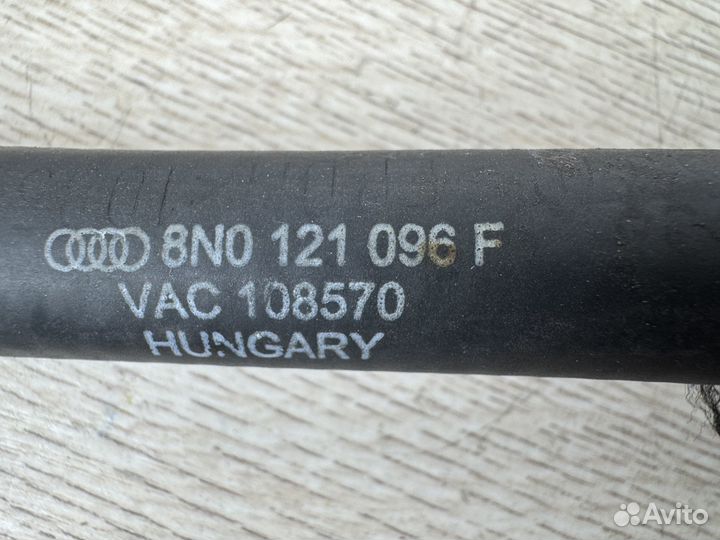 8N0 121 096 F
VAC 108570
HUNGARY
Avito